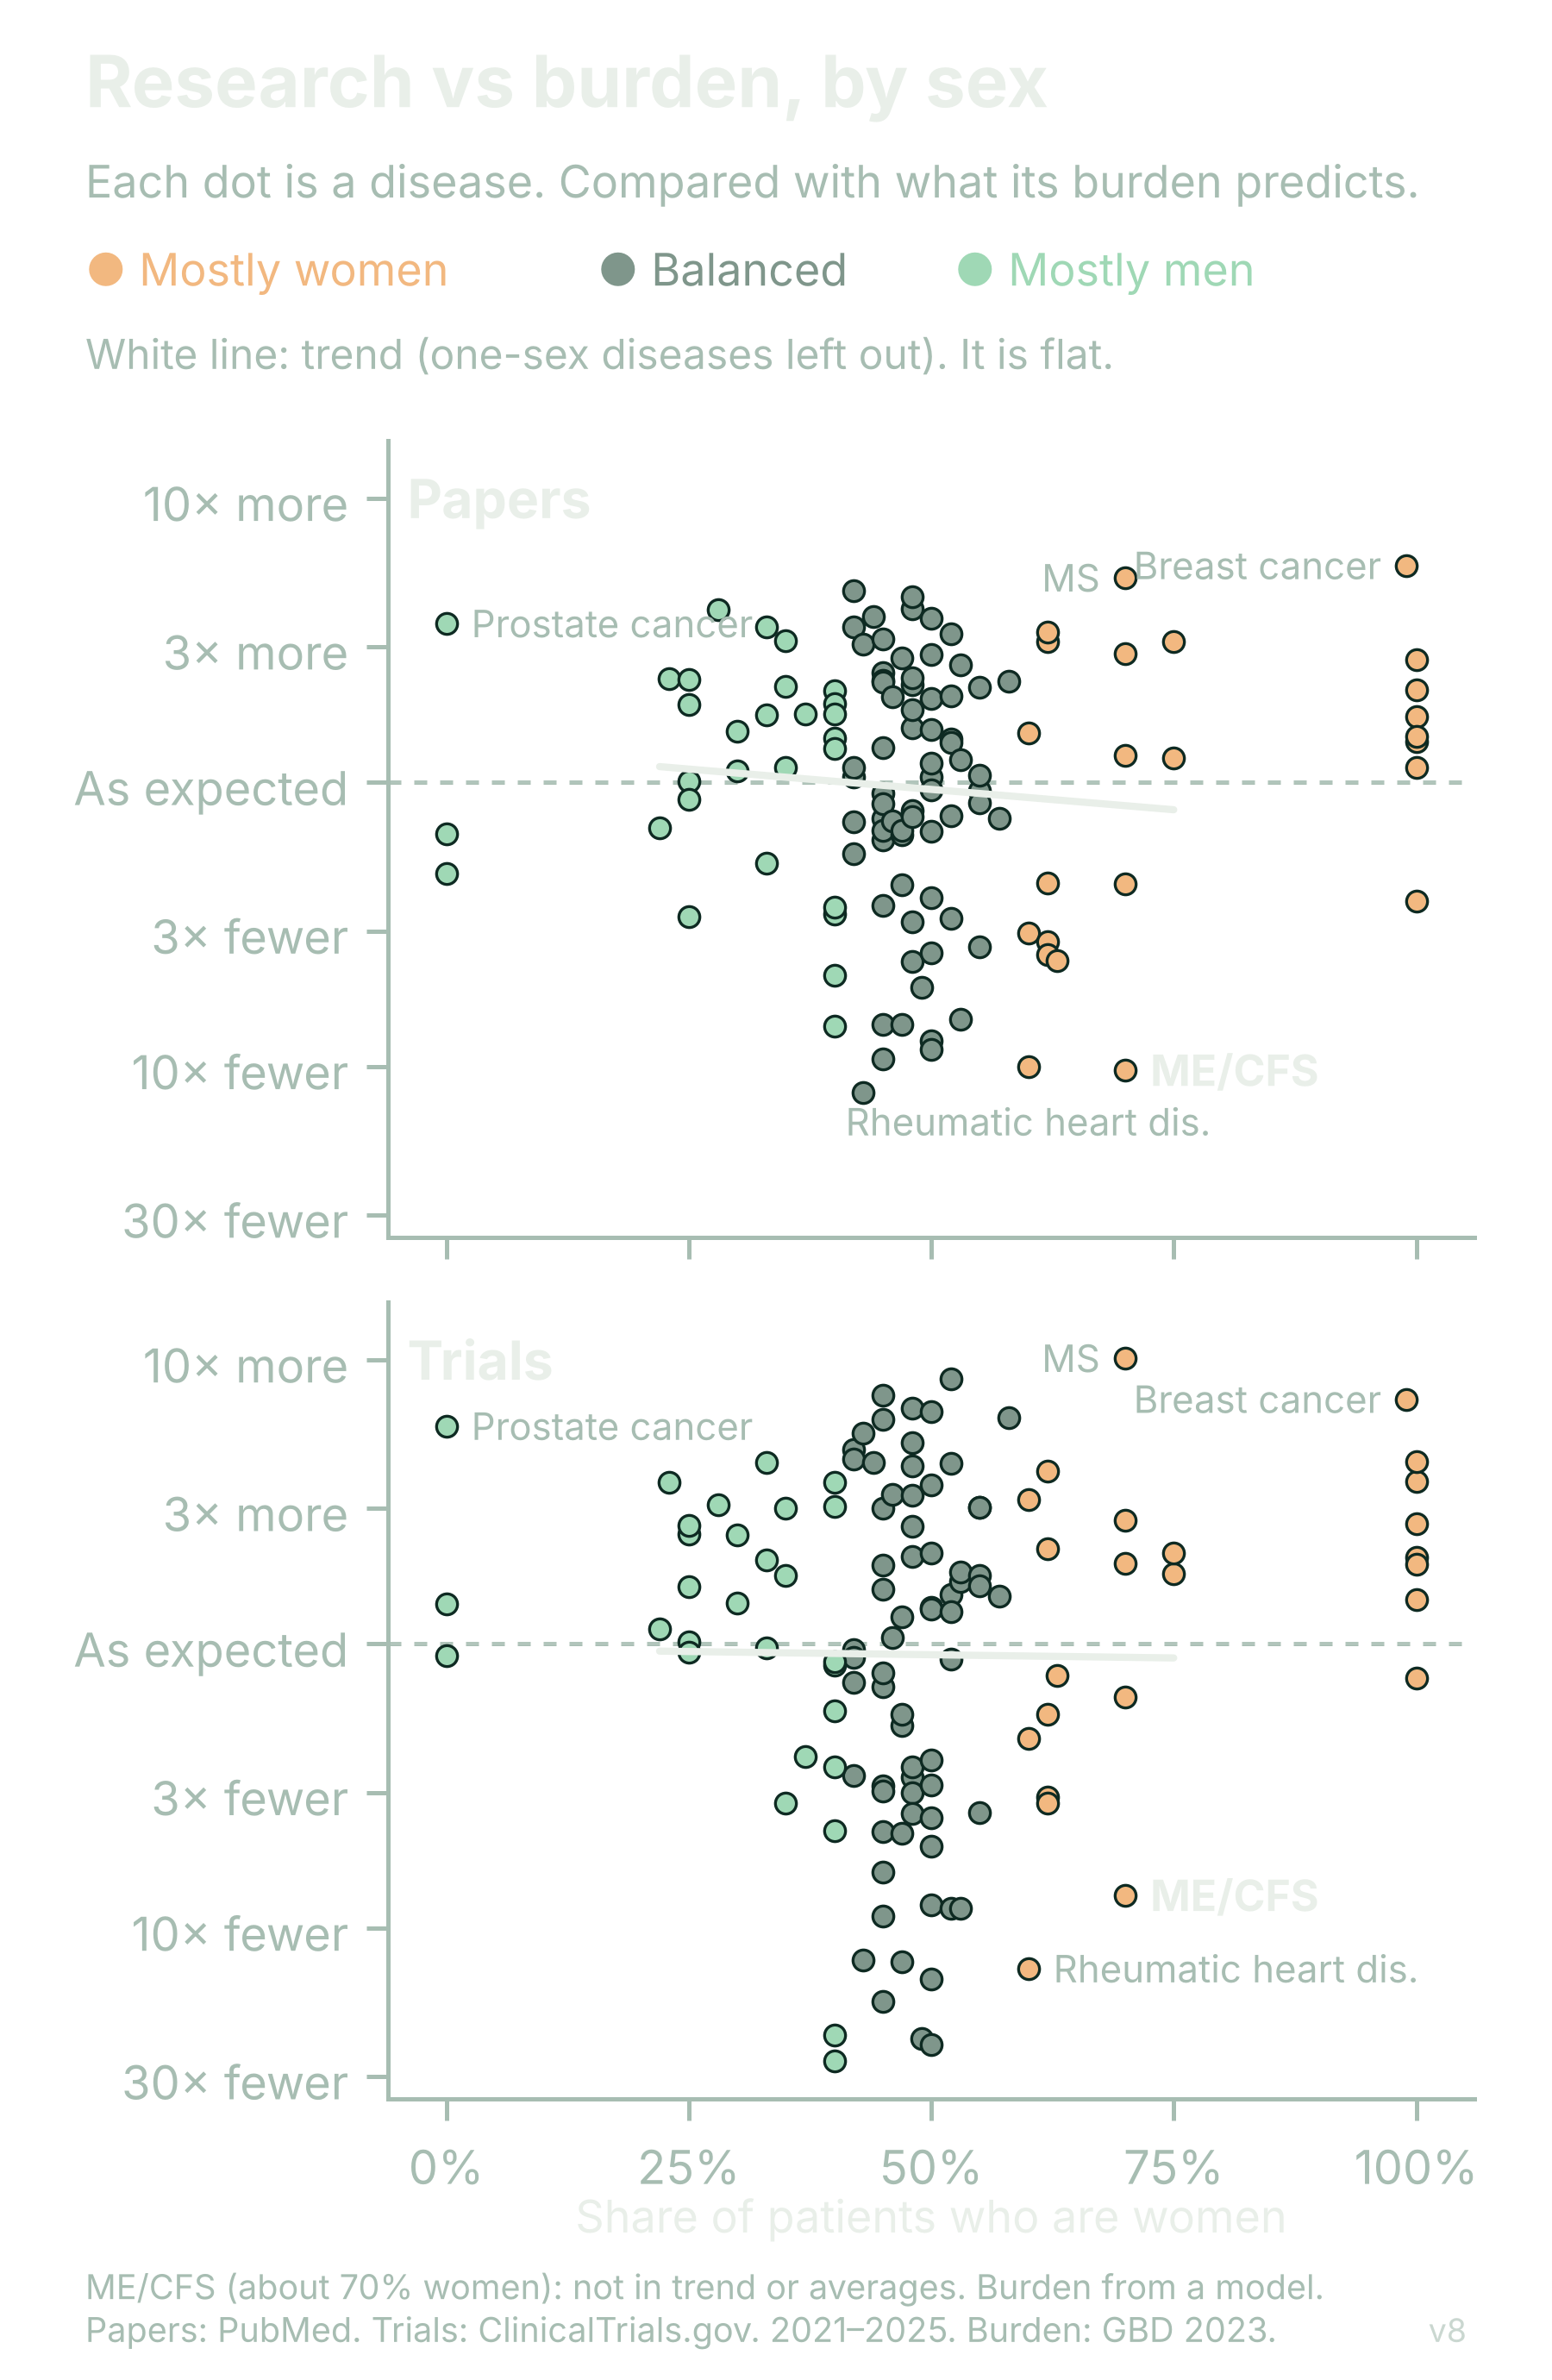 Research vs burden, by sex
Each dot is a disease. Compared with what its burden predicts.
Mostly women Balanced Mostly men
White line: trend (one-sex diseases left out). It is flat.
10× more
Papers
MS
Breast cancer
Prostate cancer
3× more
As expected
3× fewer
10× fewer
ME/CFS
Rheumatic heart dis.
30× fewer
10× more
Trials
MS
Breast cancer
Prostate cancer
3× more
As expected
3× fewer
ME/CFS
10× fewer
Rheumatic heart dis.
30× fewer
0% 25% 50% 75% 100%
Share of patients who are women
ME/CFS (about 70% women): not in trend or averages. Burden from a model.
Papers: PubMed. Trials: ClinicalTrials.gov. 2021–2025. Burden: GBD 2023.
v8